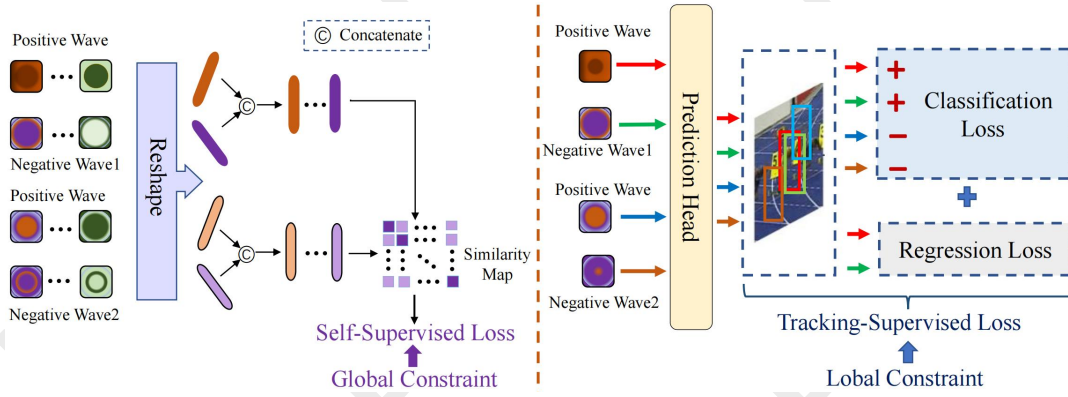 © Concatenate
Positive Wave
Negative Wave1
Positive Wave
Negative Wave2
Reshape
©
©
Similarity
Map
Self-Supervised Loss
Global Constraint
Positive Wave
Negative Wave1
Positive Wave
Negative Wave2
Prediction Head
+
+
−
−
Classification
Loss
Regression Loss
Tracking-Supervised Loss
Lobal Constraint